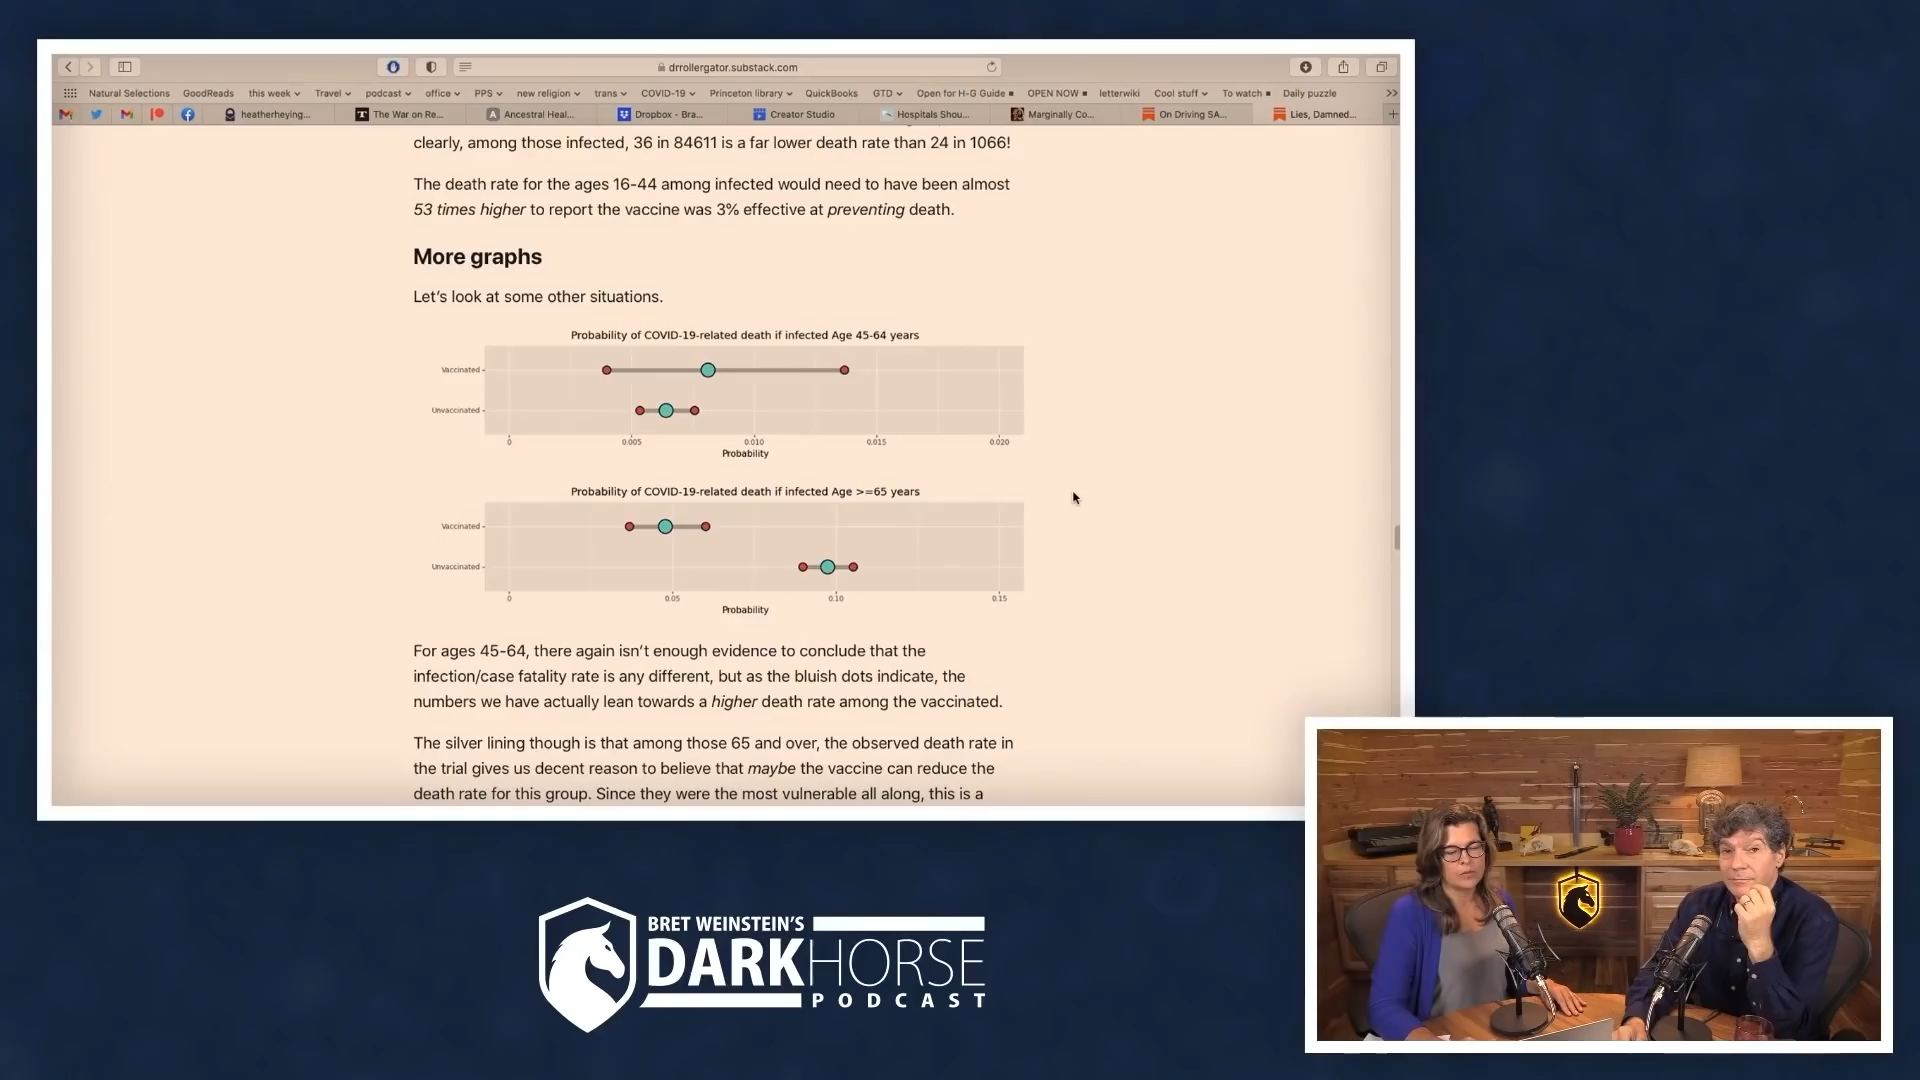 drrollergator.substack.com
Natural Selections GoodReads this week Travel podcast office PPS new religion trans COVID-19 Princeton library QuickBooks GTD Open for H-G Guide OPEN NOW letterwiki Cool stuff To watch Daily puzzle
heatherheying... The War on Re... Ancestral Heal... Dropbox - Bra... Creator Studio Hospitals Shou... Marginally Co... On Driving SA... Lies, Damned...
clearly, among those infected, 36 in 84611 is a far lower death rate than 24 in 1066!
The death rate for the ages 16-44 among infected would need to have been almost
53 times higher to report the vaccine was 3% effective at preventing death.
More graphs
Let's look at some other situations.
Probability of COVID-19-related death if infected Age 45-64 years
Vaccinated
Unvaccinated
0 0.005 0.010 0.015 0.020
Probability
Probability of COVID-19-related death if infected Age >=65 years
Vaccinated
Unvaccinated
0 0.05 0.10 0.15
Probability
For ages 45-64, there again isn't enough evidence to conclude that the
infection/case fatality rate is any different, but as the bluish dots indicate, the
numbers we have actually lean towards a higher death rate among the vaccinated.
The silver lining though is that among those 65 and over, the observed death rate in
the trial gives us decent reason to believe that maybe the vaccine can reduce the
death rate for this group. Since they were the most vulnerable all along, this is a
BRET WEINSTEIN'S
DARKHORSE
PODCAST